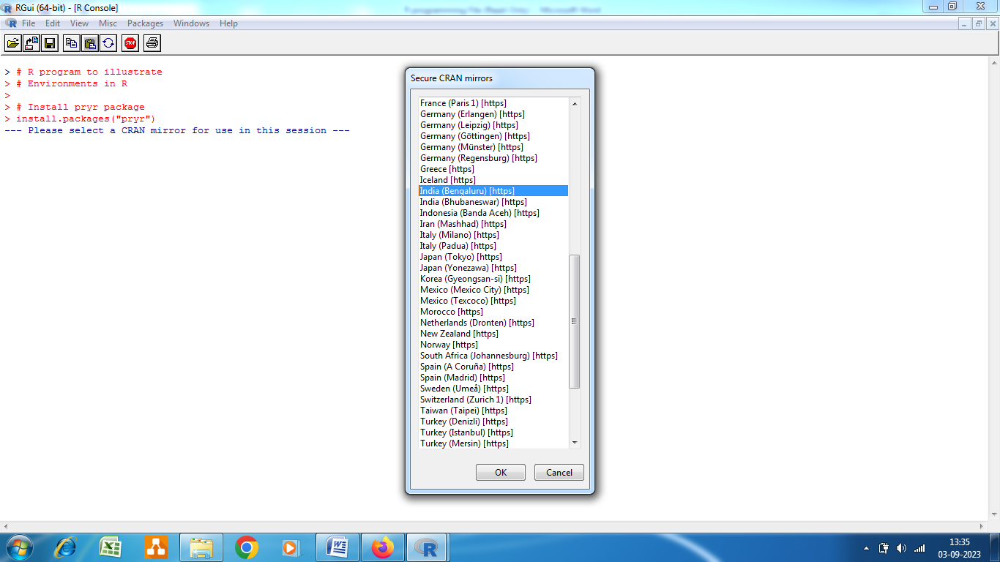 RGui (64-bit) - [R Console]
File Edit View Misc Packages Windows Help
STOP
> # R program to illustrate
> # Environments in R
>
> # Install pryr package
> install.packages("pryr")
--- Please select a CRAN mirror for use in this session ---
Secure CRAN mirrors
France (Paris 1) [https]
Germany (Erlangen) [https]
Germany (Leipzig) [https]
Germany (Göttingen) [https]
Germany (Münster) [https]
Germany (Regensburg) [https]
Greece [https]
Iceland [https]
India (Bengaluru) [https]
India (Bhubaneswar) [https]
Indonesia (Banda Aceh) [https]
Iran (Mashhad) [https]
Italy (Milano) [https]
Italy (Padua) [https]
Japan (Tokyo) [https]
Japan (Yonezawa) [https]
Korea (Gyeongsan-si) [https]
Mexico (Mexico City) [https]
Mexico (Texcoco) [https]
Morocco [https]
Netherlands (Dronten) [https]
New Zealand [https]
Norway [https]
South Africa (Johannesburg) [https]
Spain (A Coruña) [https]
Spain (Madrid) [https]
Sweden (Umeå) [https]
Switzerland (Zurich 1) [https]
Taiwan (Taipei) [https]
Turkey (Denizli) [https]
Turkey (Istanbul) [https]
Turkey (Mersin) [https]
OK Cancel
13:35
03-09-2023